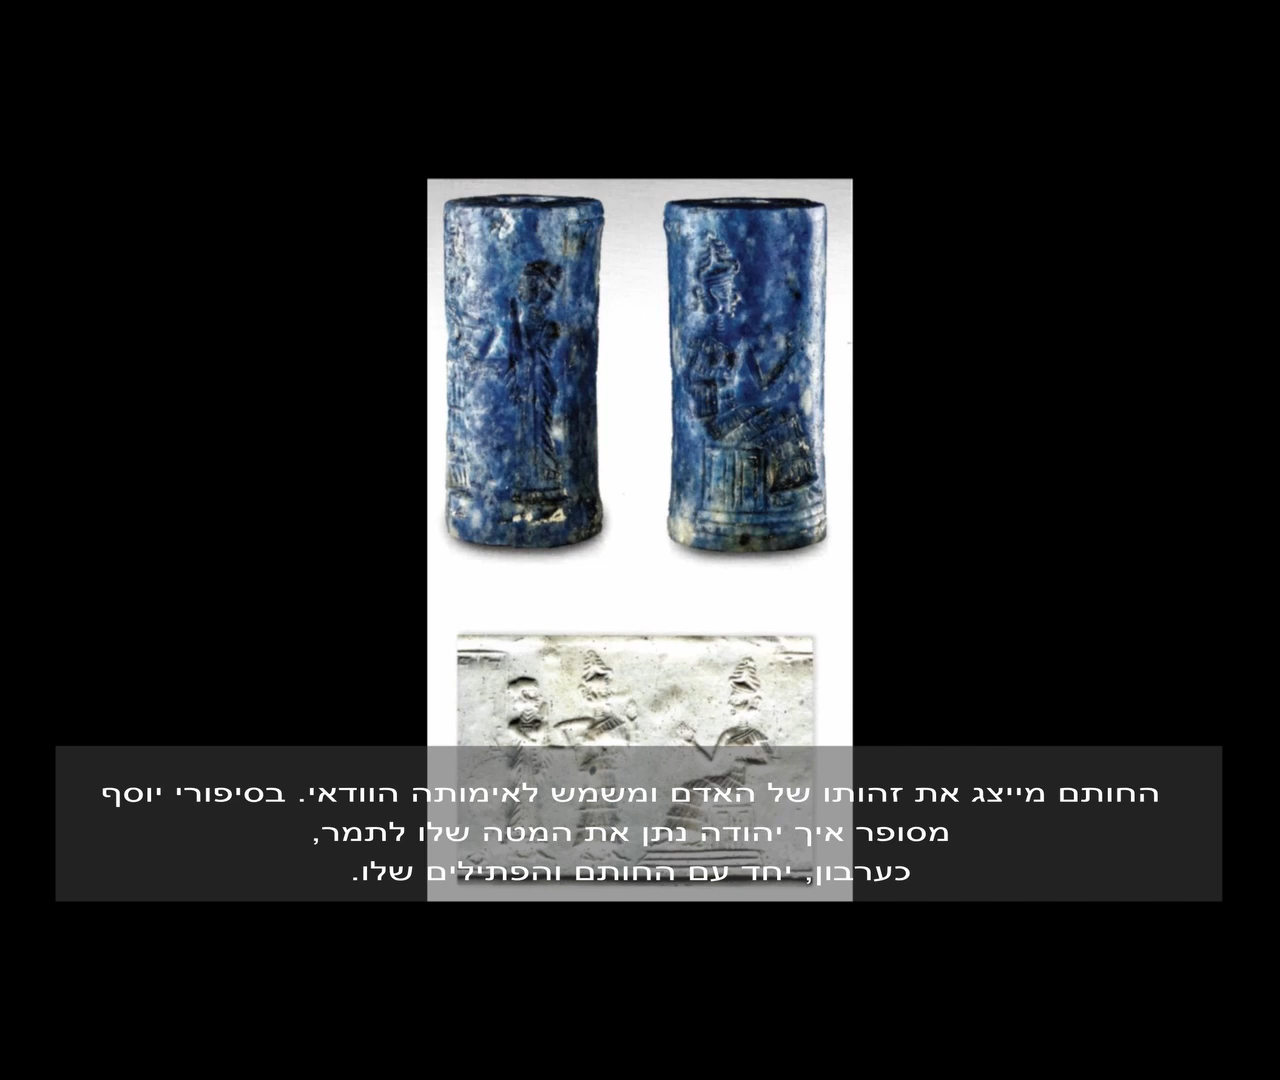 החותם מייצג את זהותו של האדם ומשמש לאימותה הוודאי. בסיפורי יוסף
מסופר איך יהודה נתן את המטה שלו לתמר,
כערבון, יחד עם החותם והפתילים שלו.